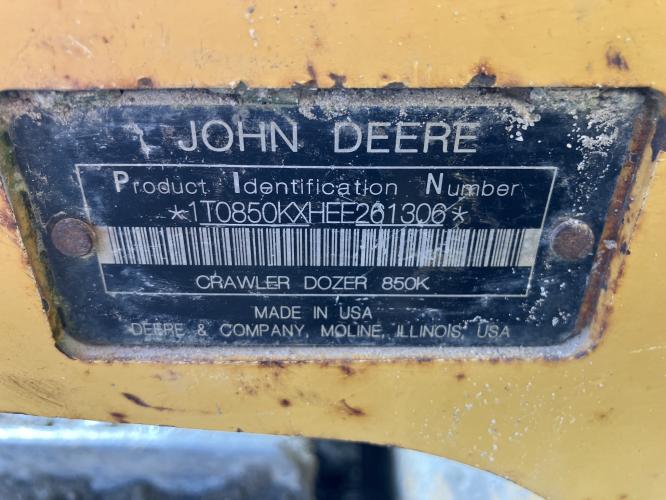 JOHN DEERE
Product Identification Number
*1T0850KXHEE261306*
CRAWLER DOZER 850K
MADE IN USA
DEERE & COMPANY, MOLINE, ILLINOIS, USA